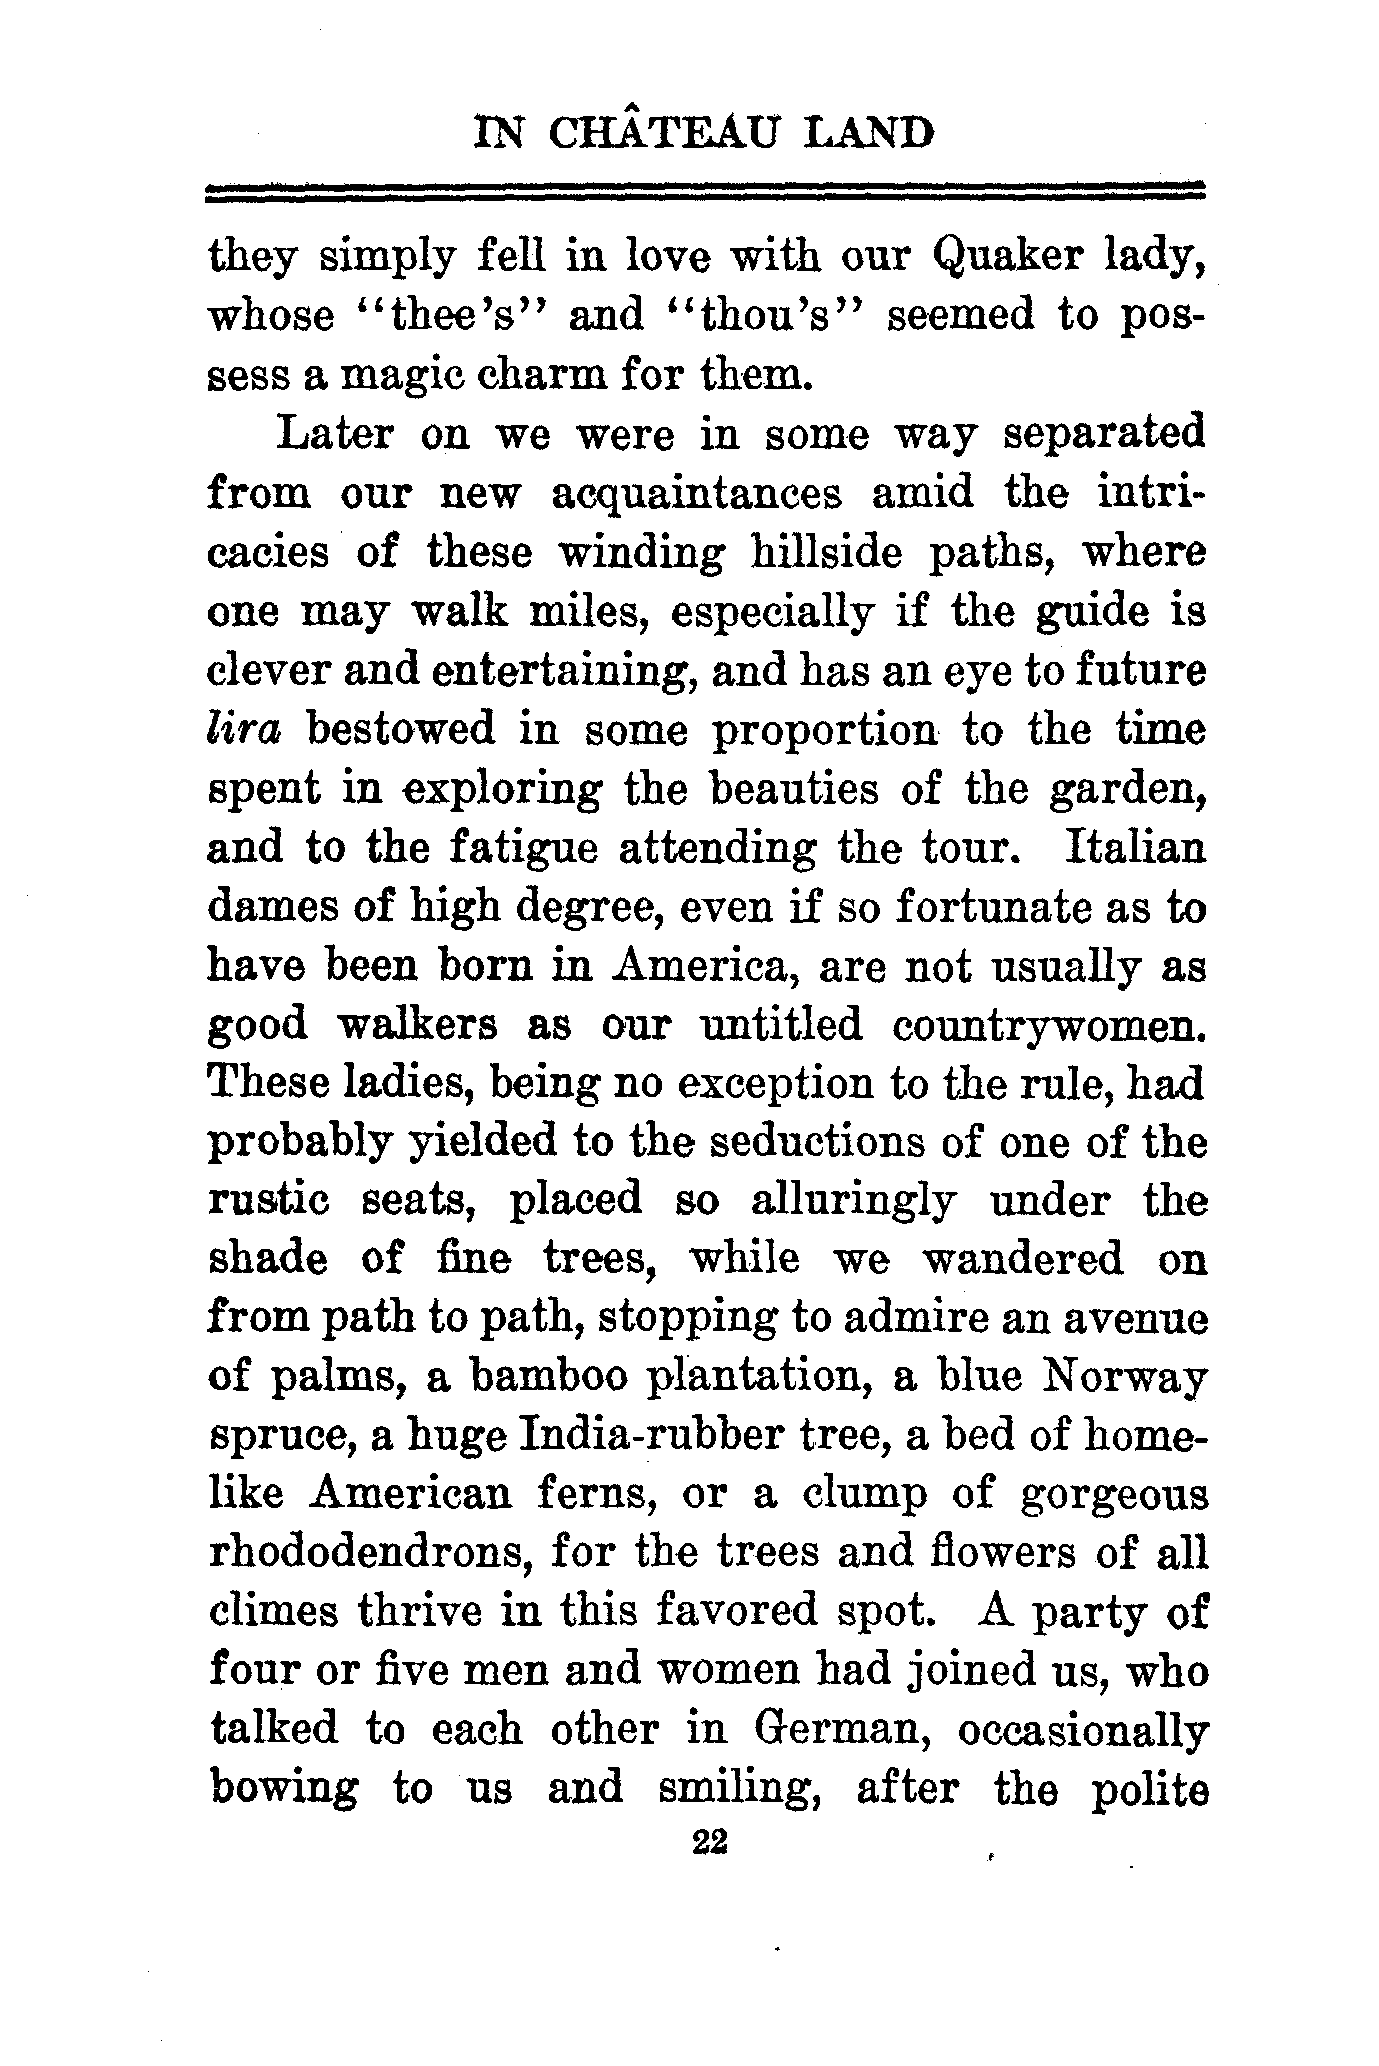 IN CHÂTEAU LAND
they simply fell in love with our Quaker lady,
whose "thee's" and "thou's" seemed to pos-
sess a magic charm for them.
Later on we were in some way separated
from our new acquaintances amid the intri-
cacies of these winding hillside paths, where
one may walk miles, especially if the guide is
clever and entertaining, and has an eye to future
lira bestowed in some proportion to the time
spent in exploring the beauties of the garden,
and to the fatigue attending the tour. Italian
dames of high degree, even if so fortunate as to
have been born in America, are not usually as
good walkers as our untitled countrywomen.
These ladies, being no exception to the rule, had
probably yielded to the seductions of one of the
rustic seats, placed so alluringly under the
shade of fine trees, while we wandered on
from path to path, stopping to admire an avenue
of palms, a bamboo plantation, a blue Norway
spruce, a huge India-rubber tree, a bed of home-
like American ferns, or a clump of gorgeous
rhododendrons, for the trees and flowers of all
climes thrive in this favored spot. A party of
four or five men and women had joined us, who
talked to each other in German, occasionally
bowing to us and smiling, after the polite
22